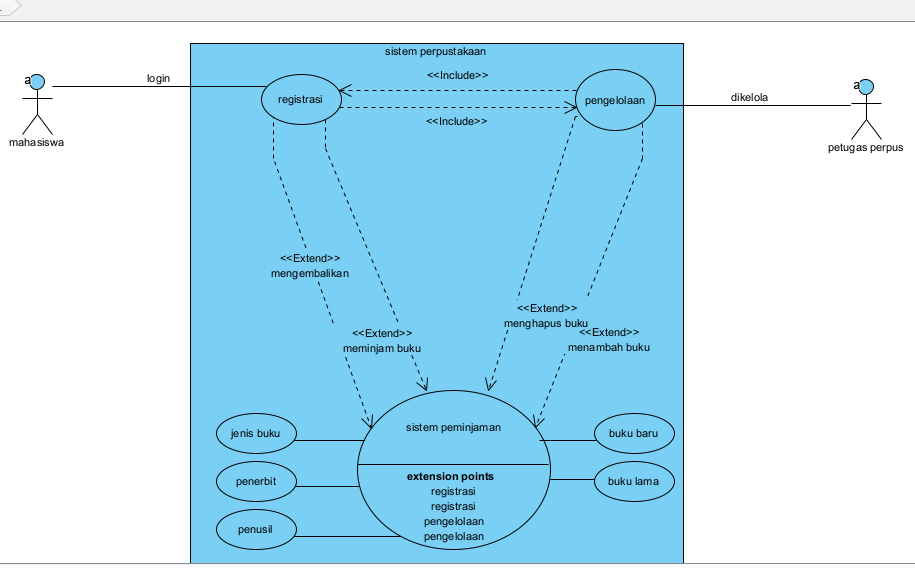 sistem perpustakaan
a
login
<<Include>>
registrasi
pengelolaan
<<Include>>
dikelola
a
mahasiswa
petugas perpus
<<Extend>>
mengembalikan
<<Extend>>
meminjam buku
<<Extend>>
menghapus buku
<<Extend>>
menambah buku
jenis buku
penerbit
penusil
sistem peminjaman
extension points
registrasi
registrasi
pengelolaan
pengelolaan
buku baru
buku lama